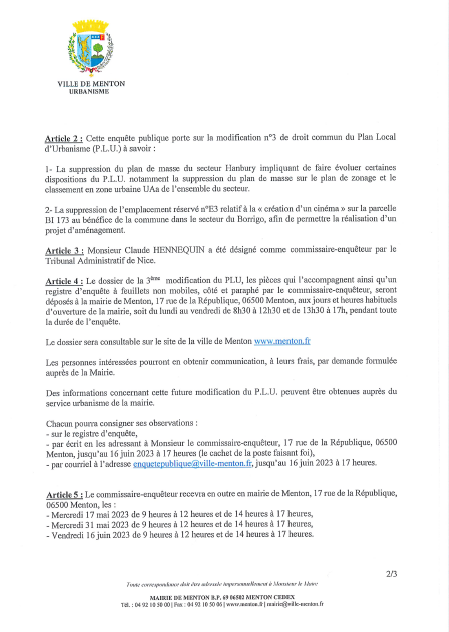 VILLE DE MENTON
URBANISME
Article 2 : Cette enquête publique porte sur la modification n°3 de droit commun du Plan Local
d'Urbanisme (P.L.U.) à savoir :
1- La suppression du plan de masse du secteur Hanbury impliquant de faire évoluer certaines
dispositions du P.L.U. notamment la suppression du plan de masse sur le plan de zonage et le
classement en zone urbaine UAa de l'ensemble du secteur.
2- La suppression de l'emplacement réservé n°E3 relatif à la « création d'un cinéma » sur la parcelle
BI 173 au bénéfice de la commune dans le secteur du Borrigo, afin de permettre la réalisation d'un
projet d'aménagement.
Article 3 : Monsieur Claude HENNEQUIN a été désigné comme commissaire-enquêteur par le
Tribunal Administratif de Nice.
Article 4 : Le dossier de la 3ème modification du PLU, les pièces qui l'accompagnent ainsi qu'un
registre d'enquête à feuillets non mobiles, côté et paraphé par le commissaire-enquêteur, seront
déposés à la mairie de Menton, 17 rue de la République, 06500 Menton, aux jours et heures habituels
d'ouverture de la mairie, soit du lundi au vendredi de 8h30 à 12h30 et de 13h30 à 17h, pendant toute
la durée de l'enquête.
Le dossier sera consultable sur le site de la ville de Menton www.menton.fr
Les personnes intéressées pourront en obtenir communication, à leurs frais, par demande formulée
auprès de la Mairie.
Des informations concernant cette future modification du P.L.U. peuvent être obtenues auprès du
service urbanisme de la mairie.
Chacun pourra consigner ses observations :
- sur le registre d'enquête,
- par écrit en les adressant à Monsieur le commissaire-enquêteur, 17 rue de la République, 06500
Menton, jusqu'au 16 juin 2023 à 17 heures (le cachet de la poste faisant foi),
- par courriel à l'adresse enquetepublique@ville-menton.fr, jusqu'au 16 juin 2023 à 17 heures.
Article 5 : Le commissaire-enquêteur recevra en outre en mairie de Menton, 17 rue de la République,
06500 Menton, les :
- Mercredi 17 mai 2023 de 9 heures à 12 heures et de 14 heures à 17 heures,
- Mercredi 31 mai 2023 de 9 heures à 12 heures et de 14 heures à 17 heures,
- Vendredi 16 juin 2023 de 9 heures à 12 heures et de 14 heures à 17 heures.
2/3
Toute correspondance doit être adressée impersonnellement à Monsieur le Maire
MAIRIE DE MENTON B.P. 69 06502 MENTON CEDEX
Tél. : 04 92 10 50 00 | Fax : 04 92 10 50 06 | www.menton.fr | mairie@ville-menton.fr